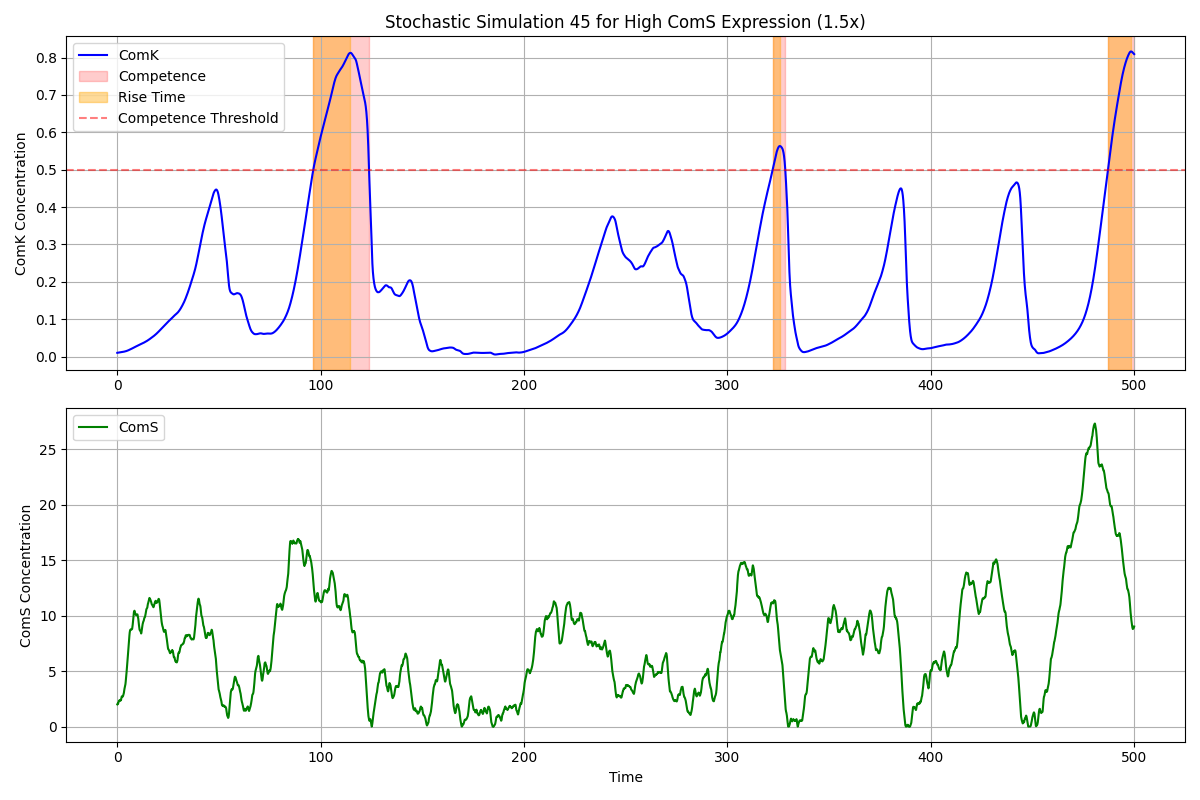 Stochastic Simulation 45 for High ComS Expression (1.5x)
ComK
Competence
Rise Time
Competence Threshold
ComK Concentration
0.8
0.7
0.6
0.5
0.4
0.3
0.2
0.1
0.0
0 100 200 300 400 500
ComS
ComS Concentration
25
20
15
10
5
0
0 100 200 300 400 500
Time